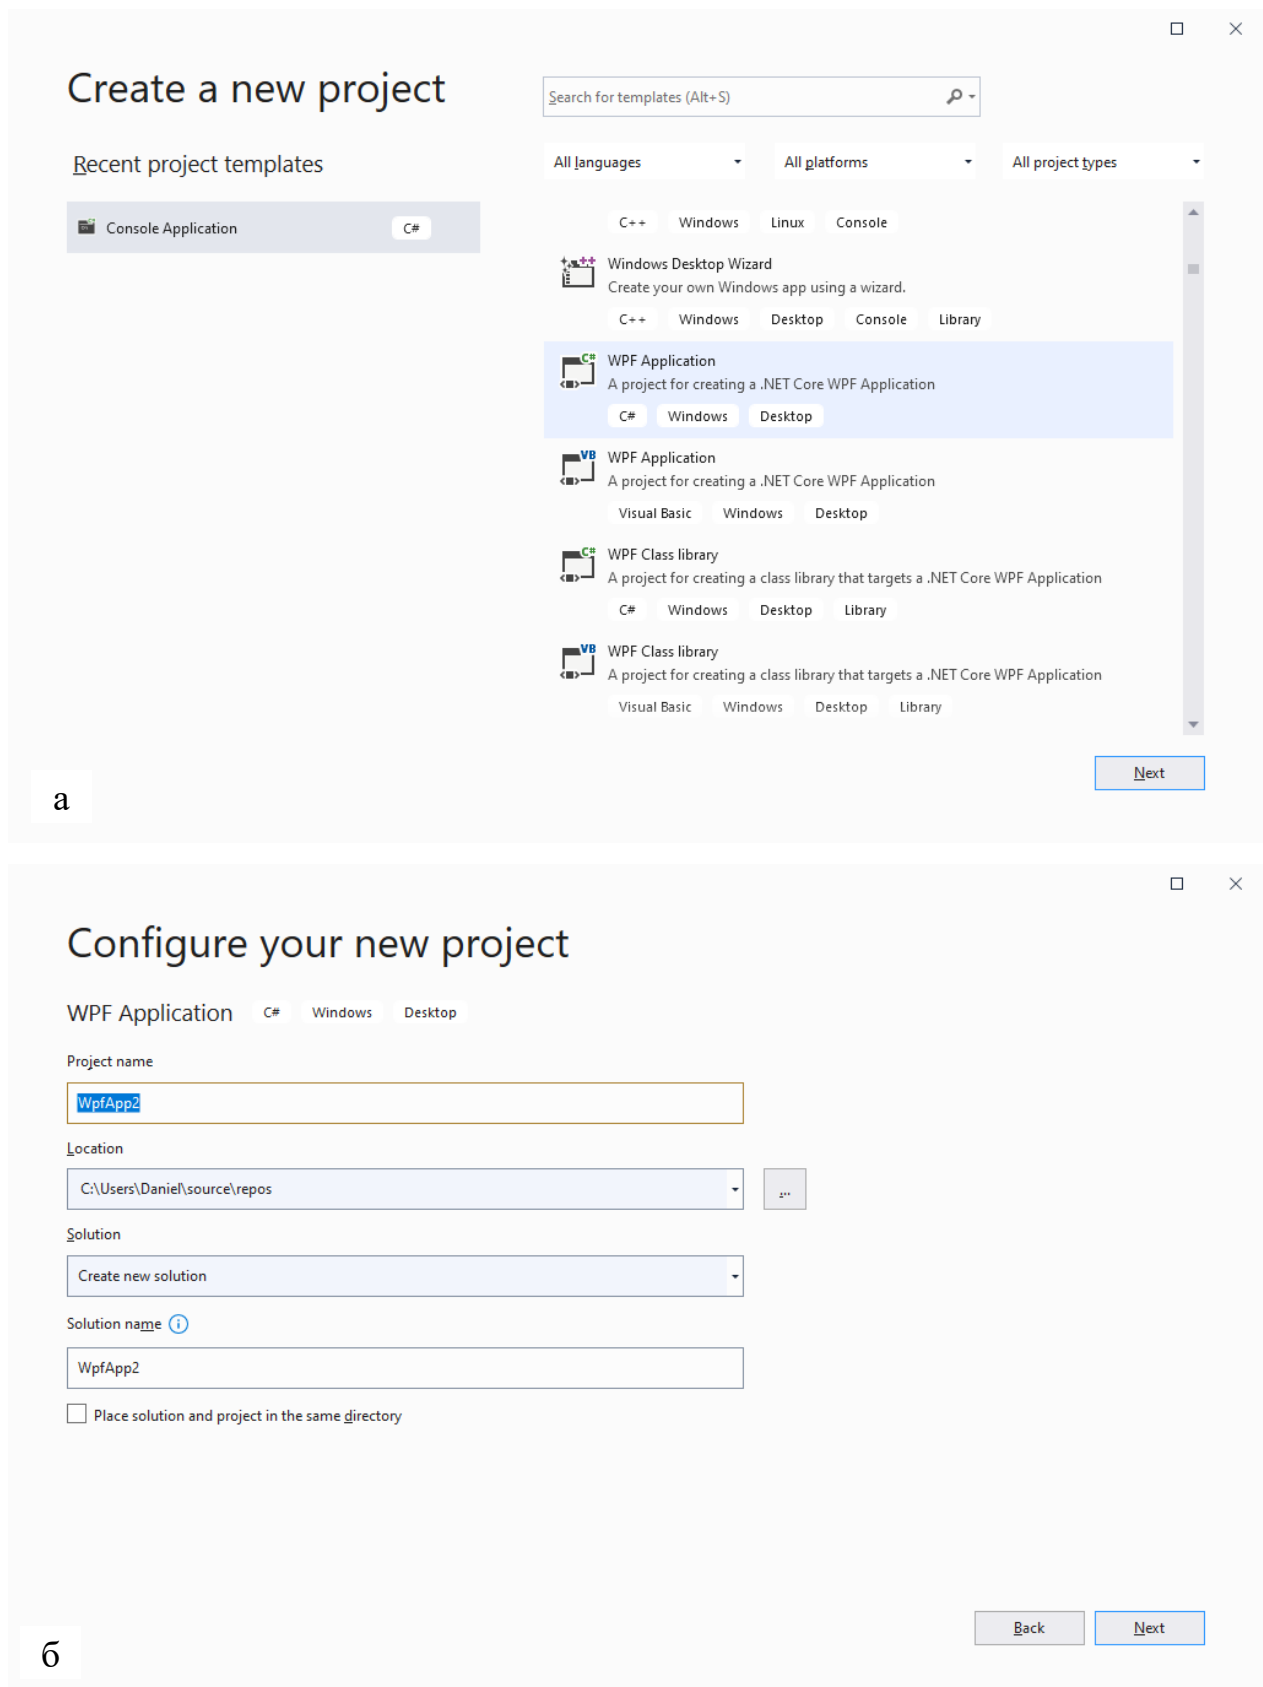 Create a new project
Search for templates (Alt+S)
Recent project templates
All languages
All platforms
All project types
Console Application
C#
C++ Windows Linux Console
Windows Desktop Wizard
Create your own Windows app using a wizard.
C++ Windows Desktop Console Library
WPF Application
A project for creating a .NET Core WPF Application
C# Windows Desktop
WPF Application
A project for creating a .NET Core WPF Application
Visual Basic Windows Desktop
WPF Class library
A project for creating a class library that targets a .NET Core WPF Application
C# Windows Desktop Library
WPF Class library
A project for creating a class library that targets a .NET Core WPF Application
Visual Basic Windows Desktop Library
Next
а
Configure your new project
WPF Application C# Windows Desktop
Project name
WpfApp2
Location
C:\Users\Daniel\source\repos
...
Solution
Create new solution
Solution name
WpfApp2
Place solution and project in the same directory
Back
Next
б